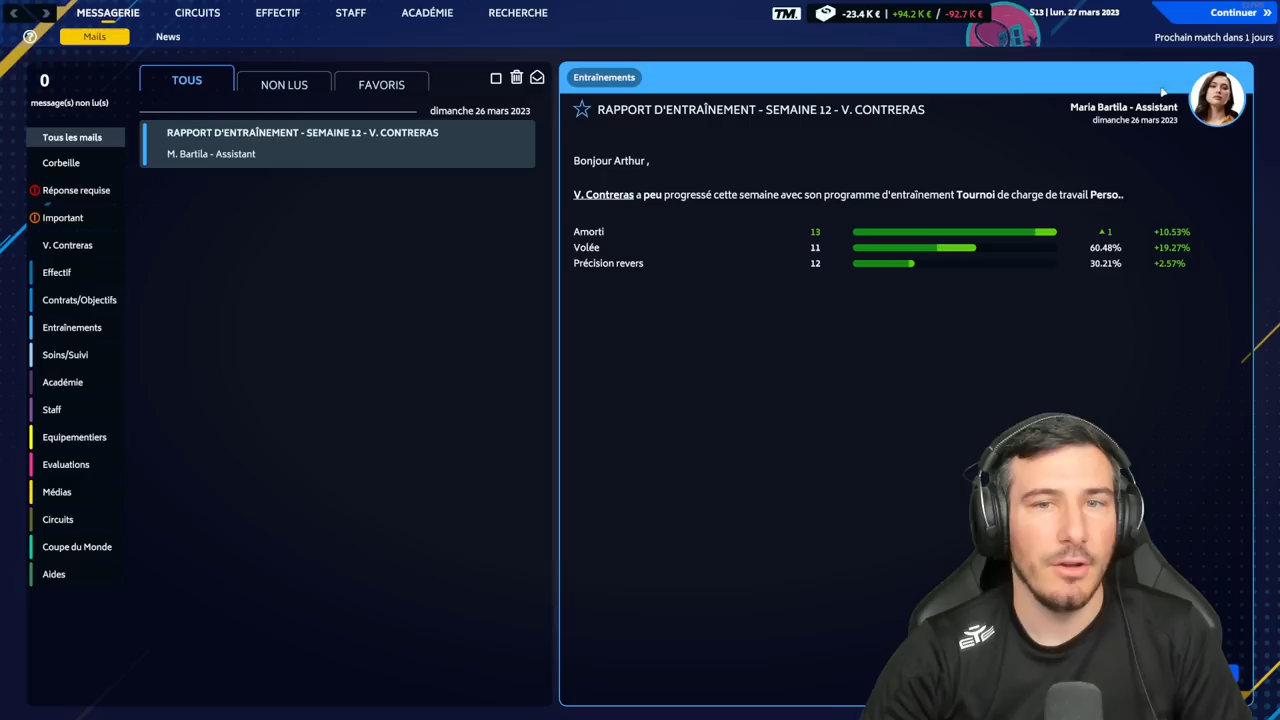 MESSAGERIE
CIRCUITS
EFFECTIF
STAFF
ACADÉMIE
RECHERCHE
TM.
-23.4 K € | +94.2 K € / -92.7 K €
S13 | lun. 27 mars 2023
Continuer
Mails
News
Prochain match dans 1 jours
0
message(s) non lu(s)
Tous les mails
Corbeille
Réponse requise
Important
V. Contreras
Effectif
Contrats/Objectifs
Entraînements
Soins/Suivi
Académie
Staff
Equipementiers
Evaluations
Médias
Circuits
Coupe du Monde
Aides
TOUS
NON LUS
FAVORIS
dimanche 26 mars 2023
RAPPORT D'ENTRAÎNEMENT - SEMAINE 12 - V. CONTRERAS
M. Bartila - Assistant
Entraînements
RAPPORT D'ENTRAÎNEMENT - SEMAINE 12 - V. CONTRERAS
Maria Bartila - Assistant
dimanche 26 mars 2023
Bonjour Arthur ,
V. Contreras a peu progressé cette semaine avec son programme d'entraînement Tournoi de charge de travail Perso..
Amorti 13 1 +10.53%
Volée 11 60.48% +19.27%
Précision revers 12 30.21% +2.57%